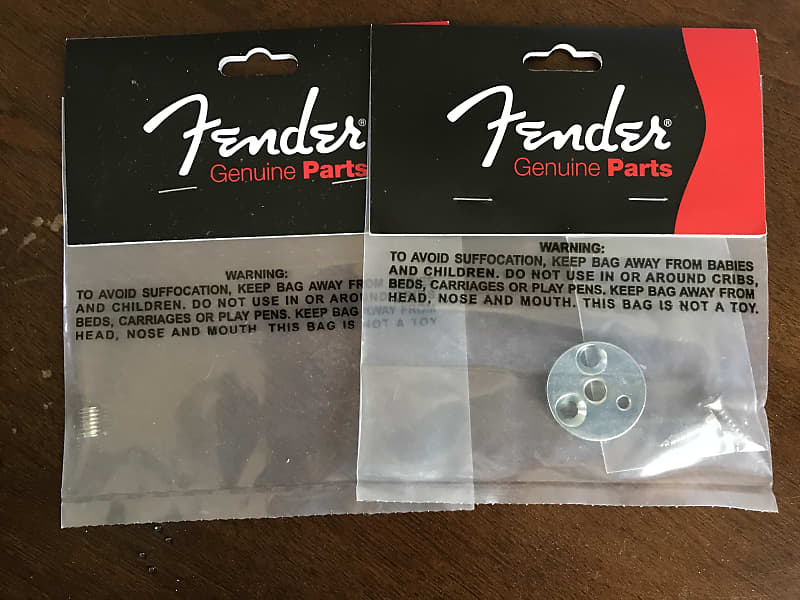 Fender®
Genuine Parts
WARNING:
TO AVOID SUFFOCATION, KEEP BAG AWAY FROM
AND CHILDREN. DO NOT USE IN OR AROUND
BEDS, CARRIAGES OR PLAY PENS. KEEP BAG AWAY FROM
HEAD, NOSE AND MOUTH. THIS BAG IS NOT A TOY.
Fender®
Genuine Parts
WARNING:
TO AVOID SUFFOCATION, KEEP BAG AWAY FROM BABIES
AND CHILDREN. DO NOT USE IN OR AROUND CRIBS,
BEDS, CARRIAGES OR PLAY PENS. KEEP BAG AWAY FROM
HEAD, NOSE AND MOUTH. THIS BAG IS NOT A TOY.